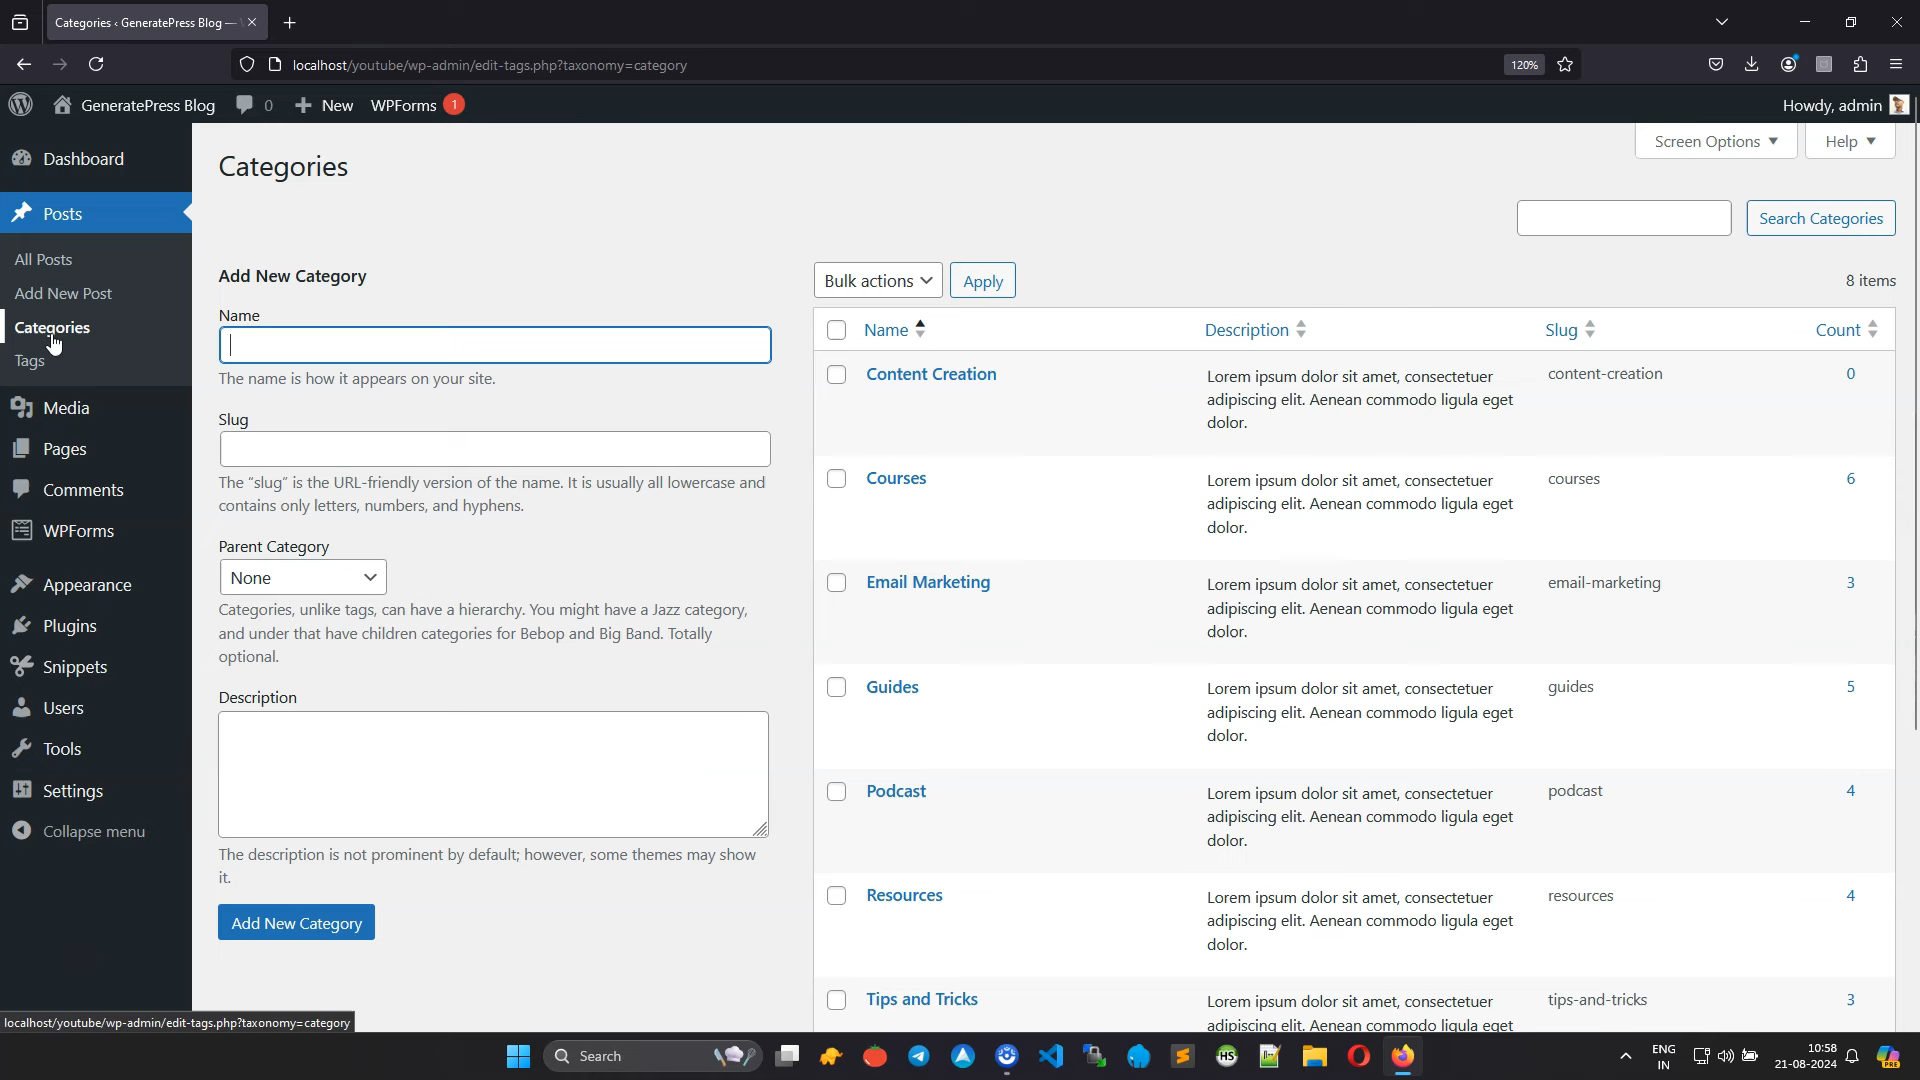 Categories ‹ GeneratePress Blog —
localhost/youtube/wp-admin/edit-tags.php?taxonomy=category
120%
GeneratePress Blog
0
New
WPForms
1
Howdy, admin
Dashboard
Posts
All Posts
Add New Post
Categories
Tags
Media
Pages
Comments
WPForms
Appearance
Plugins
Snippets
Users
Tools
Settings
Collapse menu
Categories
Screen Options
Help
Search Categories
Add New Category
Name
The name is how it appears on your site.
Slug
The “slug” is the URL-friendly version of the name. It is usually all lowercase and
contains only letters, numbers, and hyphens.
Parent Category
None
Categories, unlike tags, can have a hierarchy. You might have a Jazz category,
and under that have children categories for Bebop and Big Band. Totally
optional.
Description
The description is not prominent by default; however, some themes may show
it.
Add New Category
Bulk actions
Apply
8 items
Name
Description
Slug
Count
Content Creation
Lorem ipsum dolor sit amet, consectetuer
adipiscing elit. Aenean commodo ligula eget
dolor.
content-creation
0
Courses
Lorem ipsum dolor sit amet, consectetuer
adipiscing elit. Aenean commodo ligula eget
dolor.
courses
6
Email Marketing
Lorem ipsum dolor sit amet, consectetuer
adipiscing elit. Aenean commodo ligula eget
dolor.
email-marketing
3
Guides
Lorem ipsum dolor sit amet, consectetuer
adipiscing elit. Aenean commodo ligula eget
dolor.
guides
5
Podcast
Lorem ipsum dolor sit amet, consectetuer
adipiscing elit. Aenean commodo ligula eget
dolor.
podcast
4
Resources
Lorem ipsum dolor sit amet, consectetuer
adipiscing elit. Aenean commodo ligula eget
dolor.
resources
4
Tips and Tricks
Lorem ipsum dolor sit amet, consectetuer
adipiscing elit. Aenean commodo ligula eget
tips-and-tricks
3
localhost/youtube/wp-admin/edit-tags.php?taxonomy=category
Search
HS
ENG
IN
10:58
21-08-2024
PRE